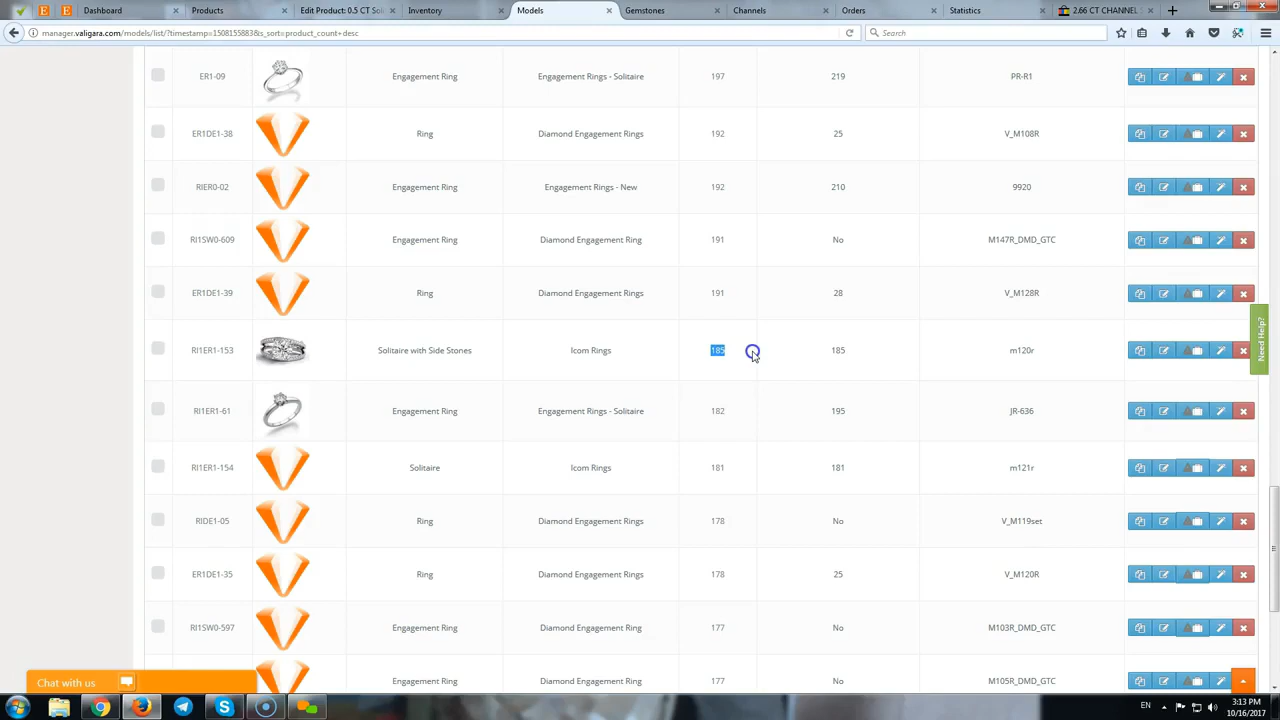 Dashboard
Products
Edit Product: 0.5 CT Sol
Inventory
Models
Gemstones
Channels
Orders
Statistics
2.66 CT CHANNEL S
manager.valigara.com/models/list/?timestamp=1508155883&s_sort=product_count+desc
Search
ER1-09 Engagement Ring Engagement Rings - Solitaire 197 219 PR-R1
ER1DE1-38 Ring Diamond Engagement Rings 192 25 V_M108R
RIER0-02 Engagement Ring Engagement Rings - New 192 210 9920
RI1SW0-609 Engagement Ring Diamond Engagement Ring 191 No M147R_DMD_GTC
ER1DE1-39 Ring Diamond Engagement Rings 191 28 V_M128R
RI1ER1-153 Solitaire with Side Stones Icom Rings 185 185 m120r
RI1ER1-61 Engagement Ring Engagement Rings - Solitaire 182 195 JR-636
RI1ER1-154 Solitaire Icom Rings 181 181 m121r
RIDE1-05 Ring Diamond Engagement Rings 178 No V_M119set
ER1DE1-35 Ring Diamond Engagement Rings 178 25 V_M120R
RI1SW0-597 Engagement Ring Diamond Engagement Ring 177 No M103R_DMD_GTC
Engagement Ring Diamond Engagement Ring 177 No M105R_DMD_GTC
Need Help?
Chat with us
EN
3:13 PM
10/16/2017